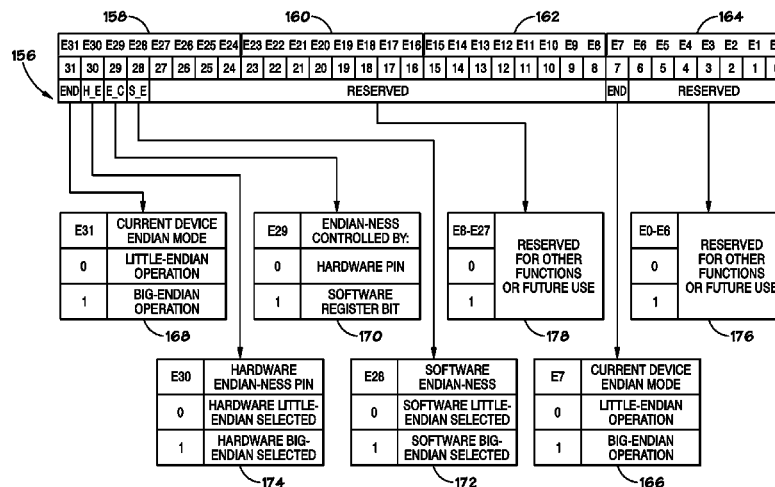 158 160 162 164
E31 E30 E29 E28 E27 E26 E25 E24 E23 E22 E21 E20 E19 E18 E17 E16 E15 E14 E13 E12 E11 E10 E9 E8 E7 E6 E5 E4 E3 E2 E1
156
31 30 29 28 27 26 25 24 23 22 21 20 19 18 17 16 15 14 13 12 11 10 9 8 7 6 5 4 3 2 1
END H_E E_C S_E RESERVED END RESERVED
E31 CURRENT DEVICE ENDIAN MODE
0 LITTLE-ENDIAN OPERATION
1 BIG-ENDIAN OPERATION
168
E29 ENDIAN-NESS CONTROLLED BY:
0 HARDWARE PIN
1 SOFTWARE REGISTER BIT
170
E8-E27
0
1
RESERVED FOR OTHER FUNCTIONS OR FUTURE USE
178
E0-E6
0
1
RESERVED FOR OTHER FUNCTIONS OR FUTURE USE
176
E30 HARDWARE ENDIAN-NESS PIN
0 HARDWARE LITTLE-ENDIAN SELECTED
1 HARDWARE BIG-ENDIAN SELECTED
174
E28 SOFTWARE ENDIAN-NESS
0 SOFTWARE LITTLE-ENDIAN SELECTED
1 SOFTWARE BIG-ENDIAN SELECTED
172
E7 CURRENT DEVICE ENDIAN MODE
0 LITTLE-ENDIAN OPERATION
1 BIG-ENDIAN OPERATION
166